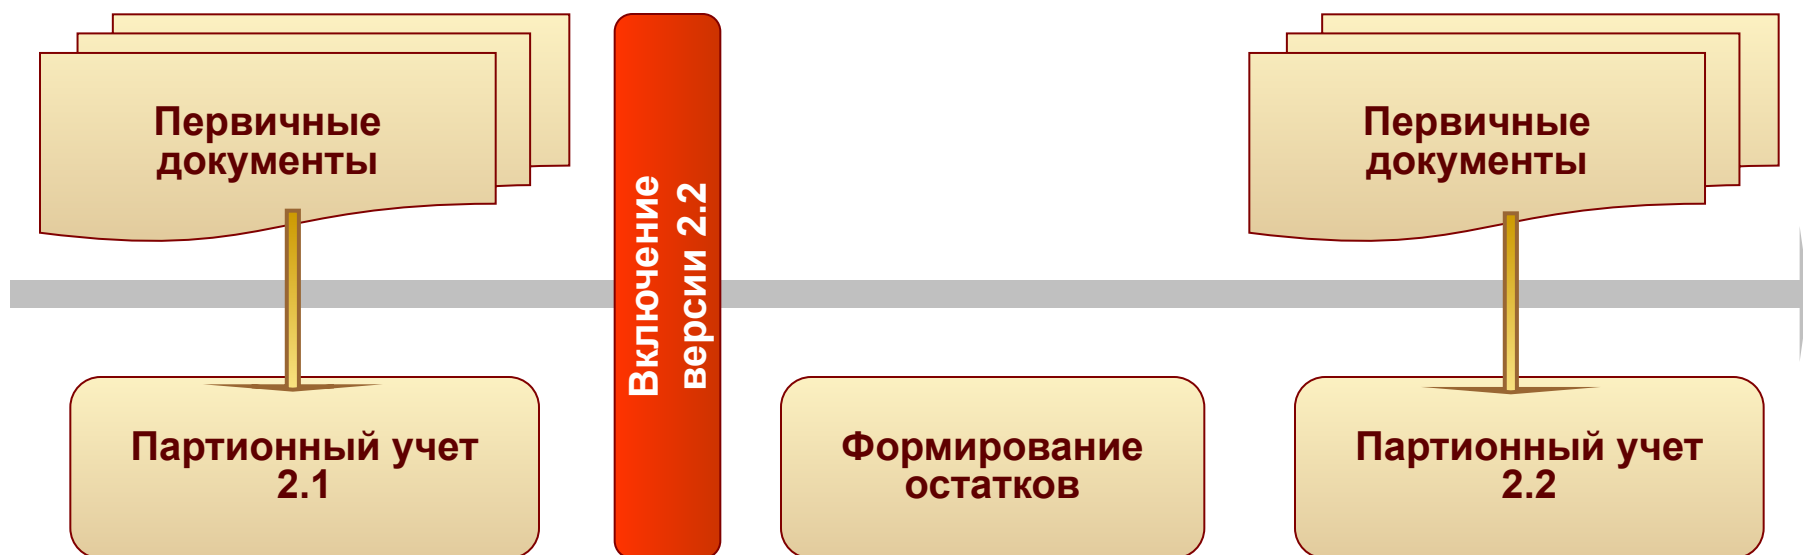 Первичные
документы
Включение
версии 2.2
Первичные
документы
Партионный учет
2.1
Формирование
остатков
Партионный учет
2.2